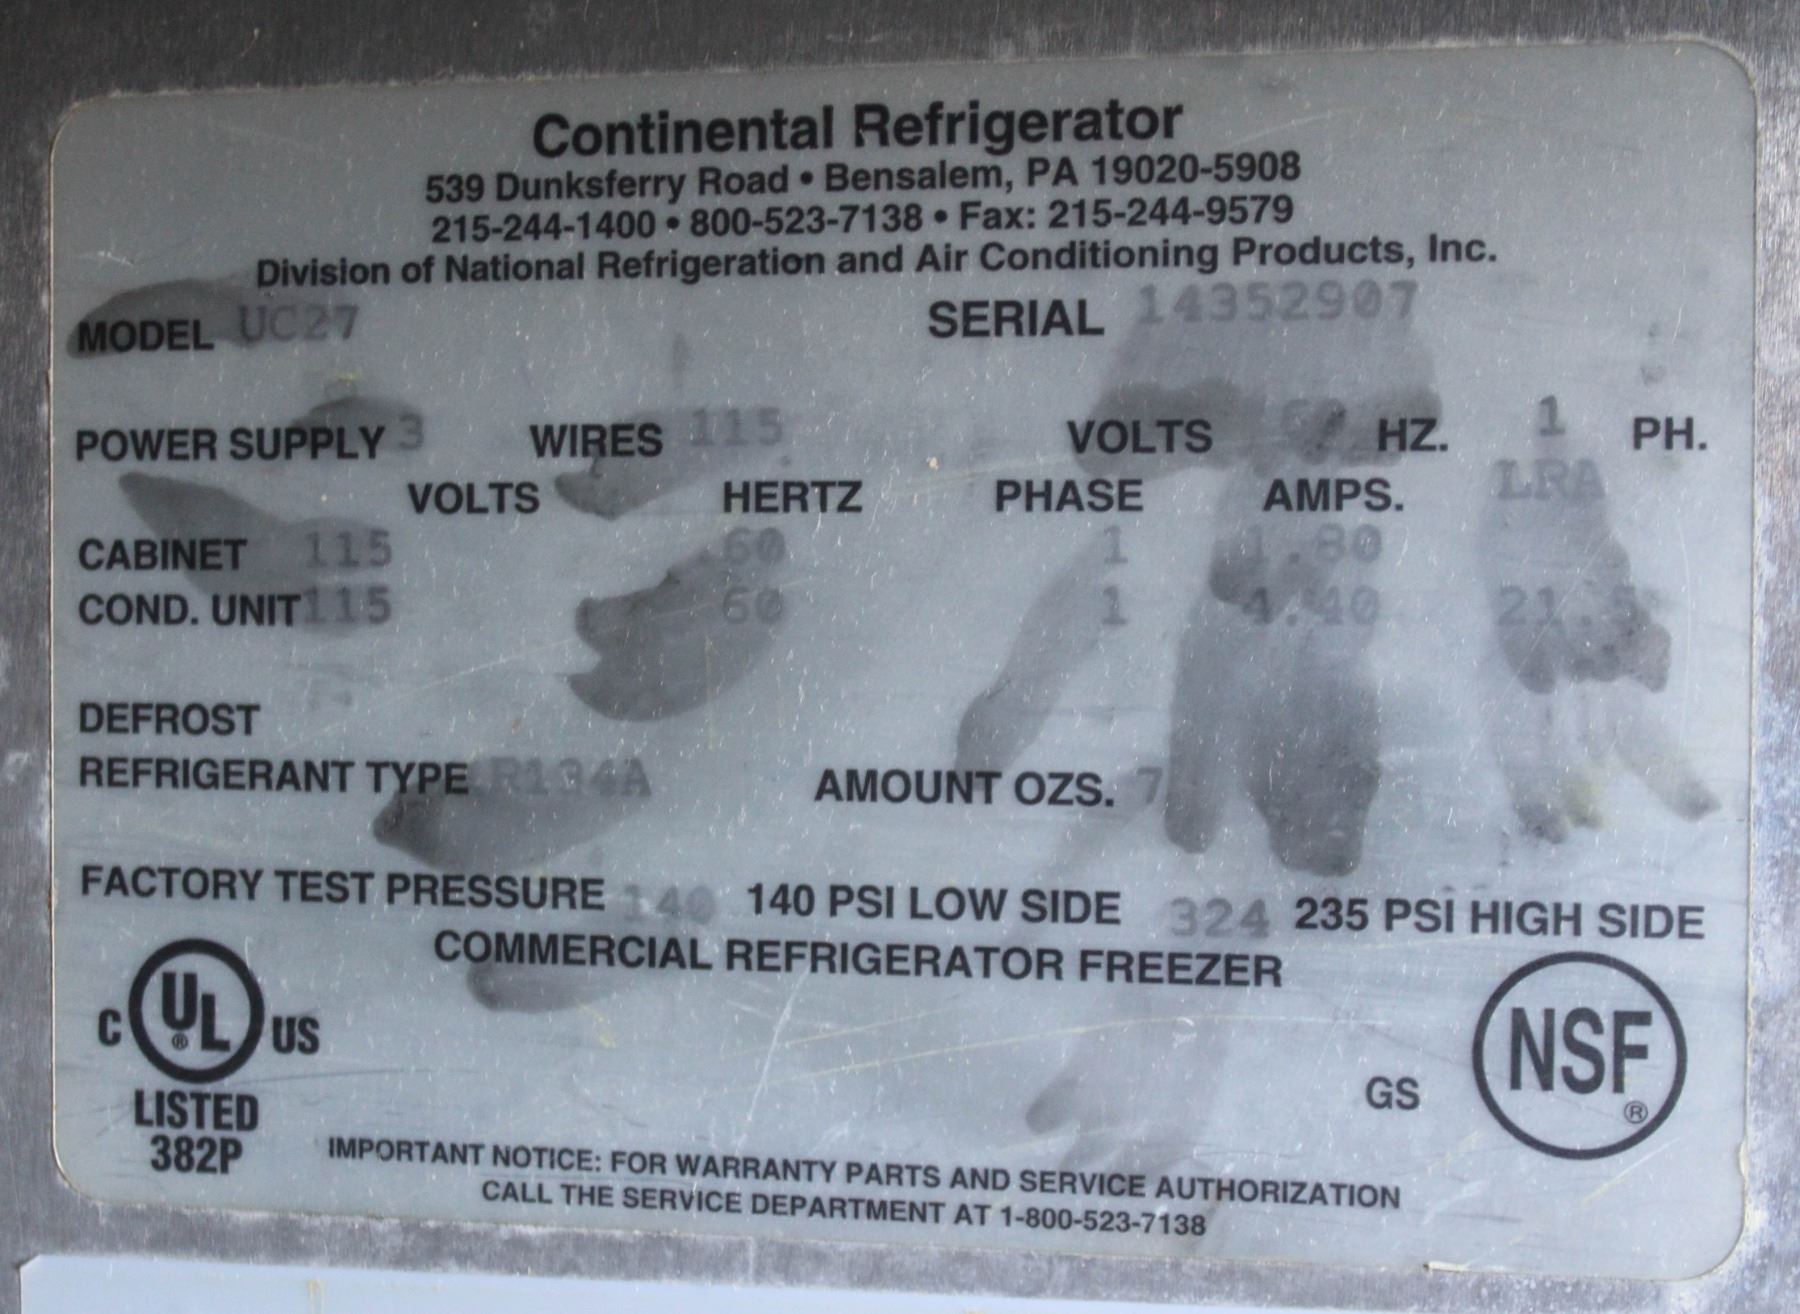 Continental Refrigerator
539 Dunksferry Road • Bensalem, PA 19020-5908
215-244-1400 • 800-523-7138 • Fax: 215-244-9579
Division of National Refrigeration and Air Conditioning Products, Inc.
MODEL UC27 SERIAL 14352907
POWER SUPPLY 3 WIRES 115 VOLTS 60 HZ. 1 PH.
VOLTS HERTZ PHASE AMPS. LRA
CABINET 115 60 1 1.80
COND. UNIT 115 60 1 4.40 21.5
DEFROST
REFRIGERANT TYPE R134A AMOUNT OZS. 7
FACTORY TEST PRESSURE 140 140 PSI LOW SIDE 324 235 PSI HIGH SIDE
COMMERCIAL REFRIGERATOR FREEZER
C UL ® US
LISTED
382P
GS
NSF ®
IMPORTANT NOTICE: FOR WARRANTY PARTS AND SERVICE AUTHORIZATION
CALL THE SERVICE DEPARTMENT AT 1-800-523-7138